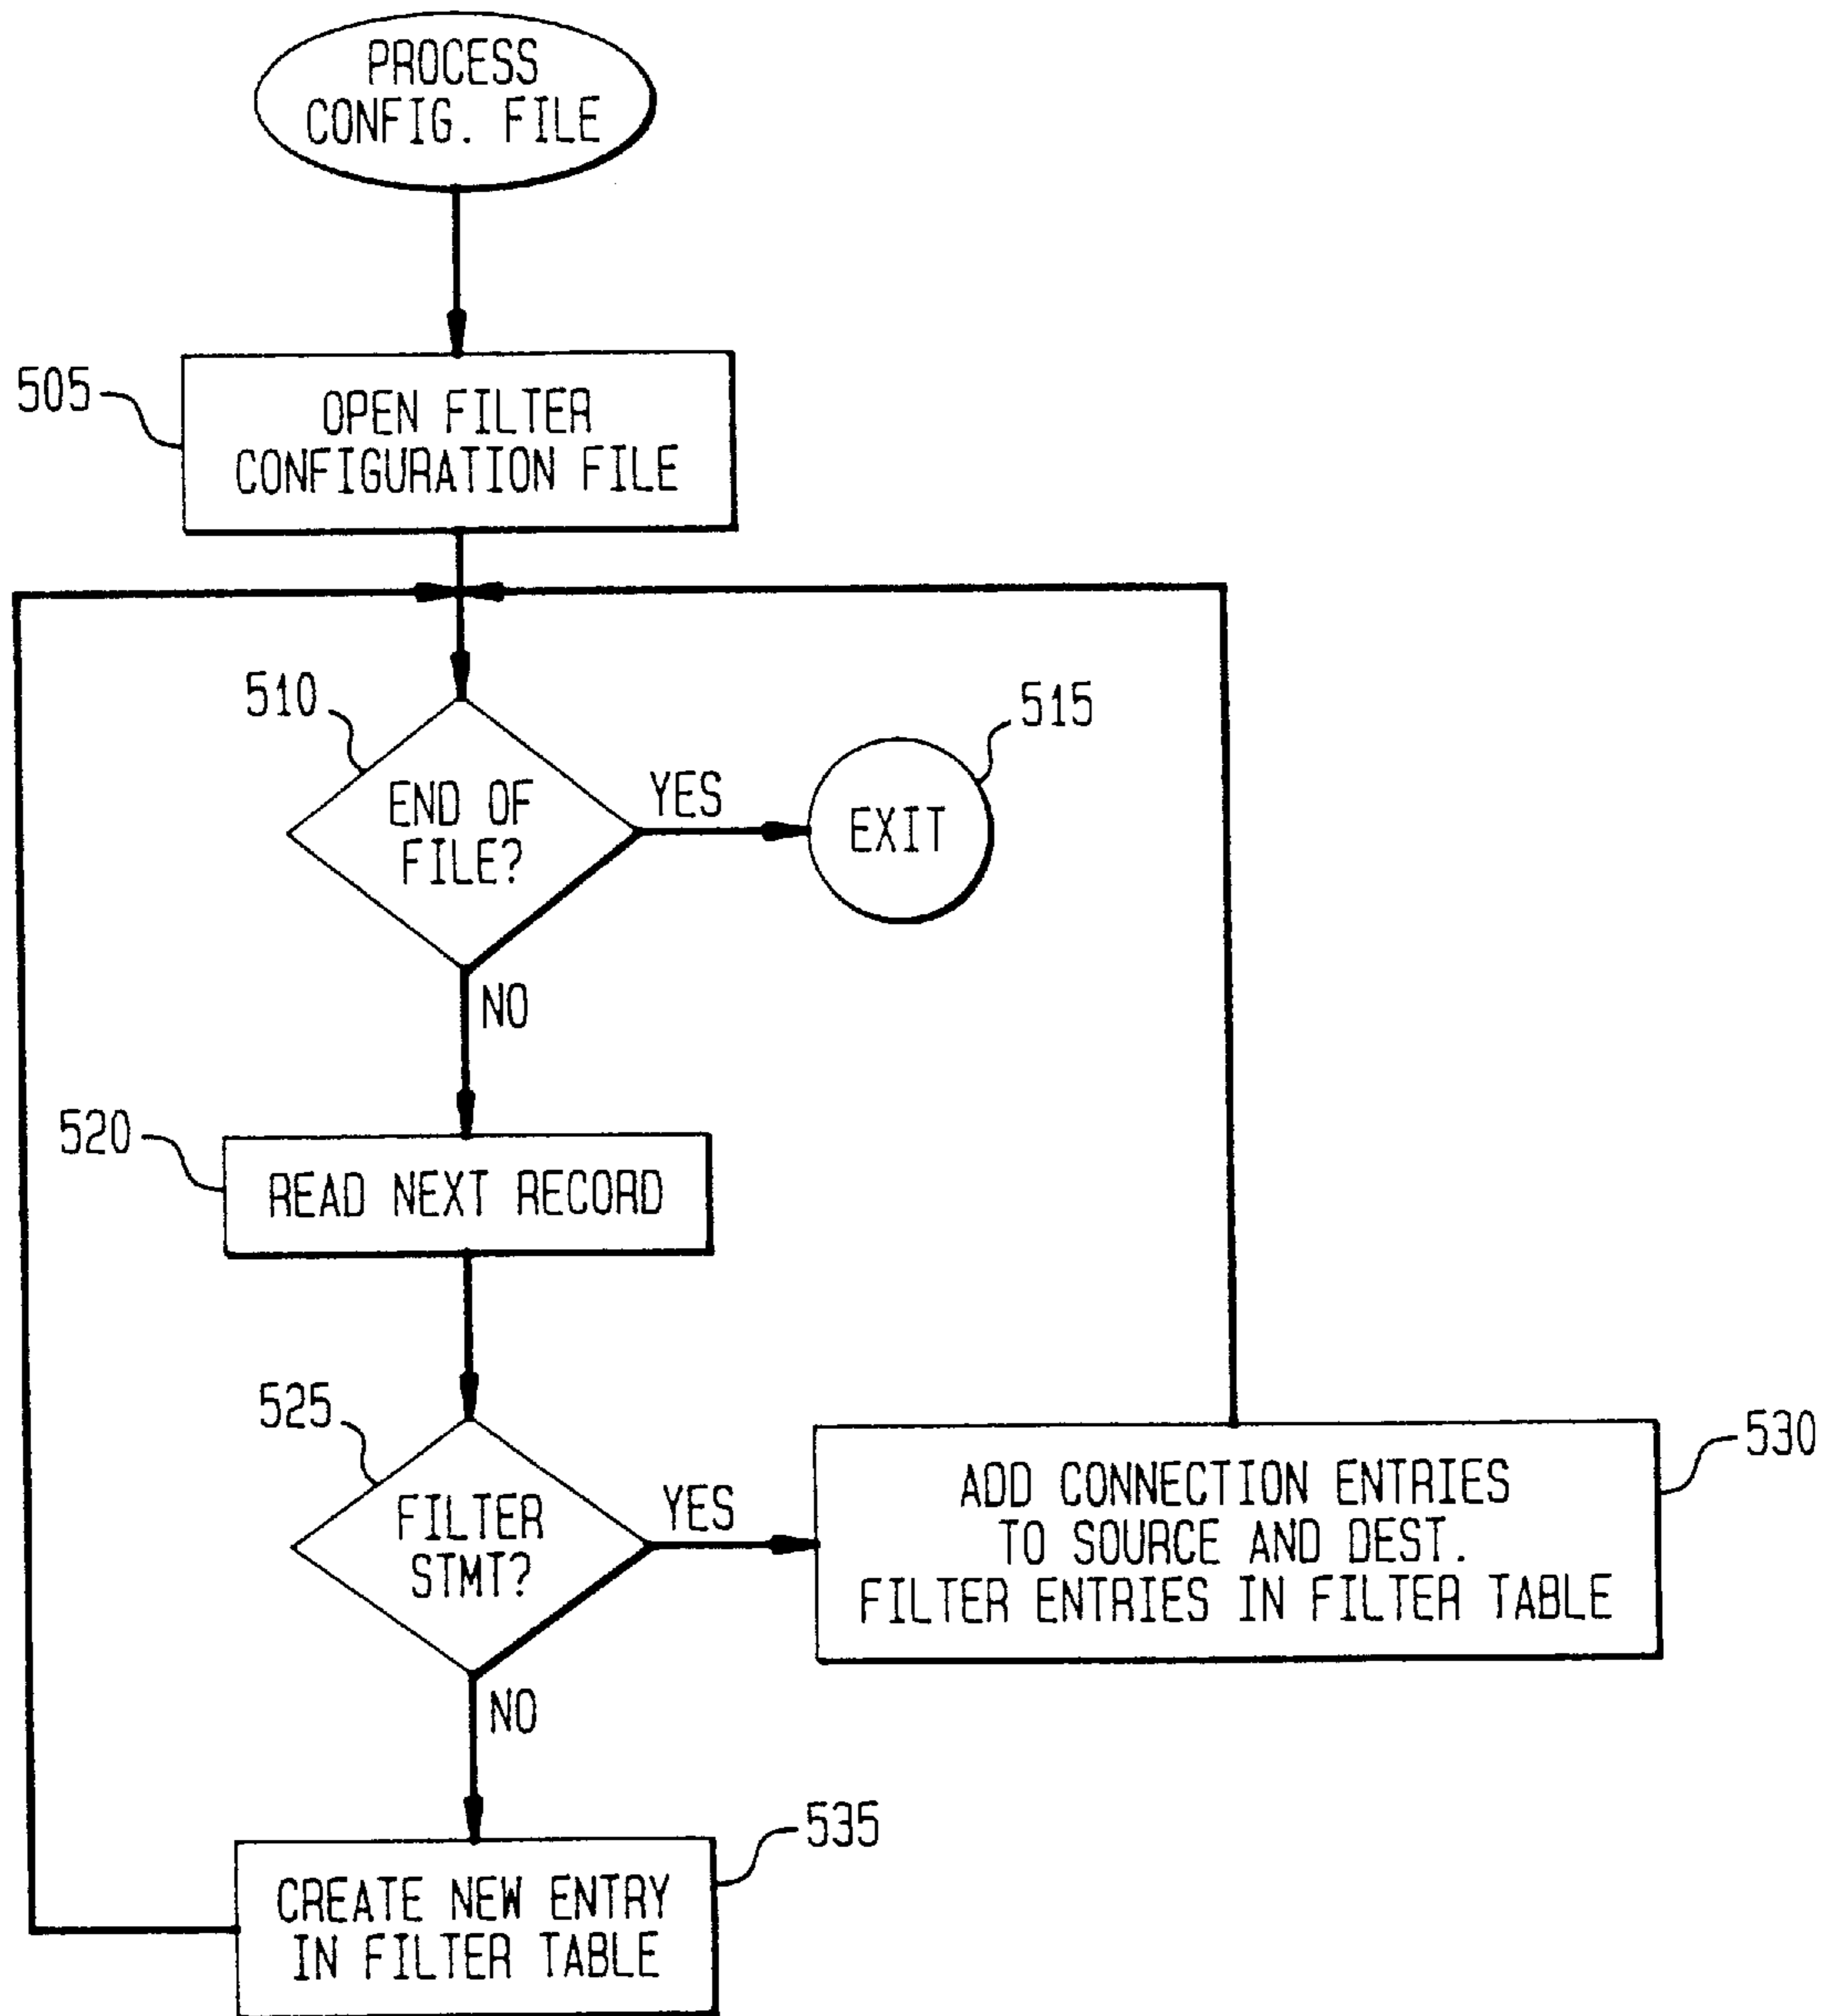 PROCESS
CONFIG. FILE
505
OPEN FILTER
CONFIGURATION FILE
510
END OF
FILE?
YES
515
EXIT
NO
520
READ NEXT RECORD
525
FILTER
STMT?
YES
530
ADD CONNECTION ENTRIES
TO SOURCE AND DEST.
FILTER ENTRIES IN FILTER TABLE
NO
535
CREATE NEW ENTRY
IN FILTER TABLE